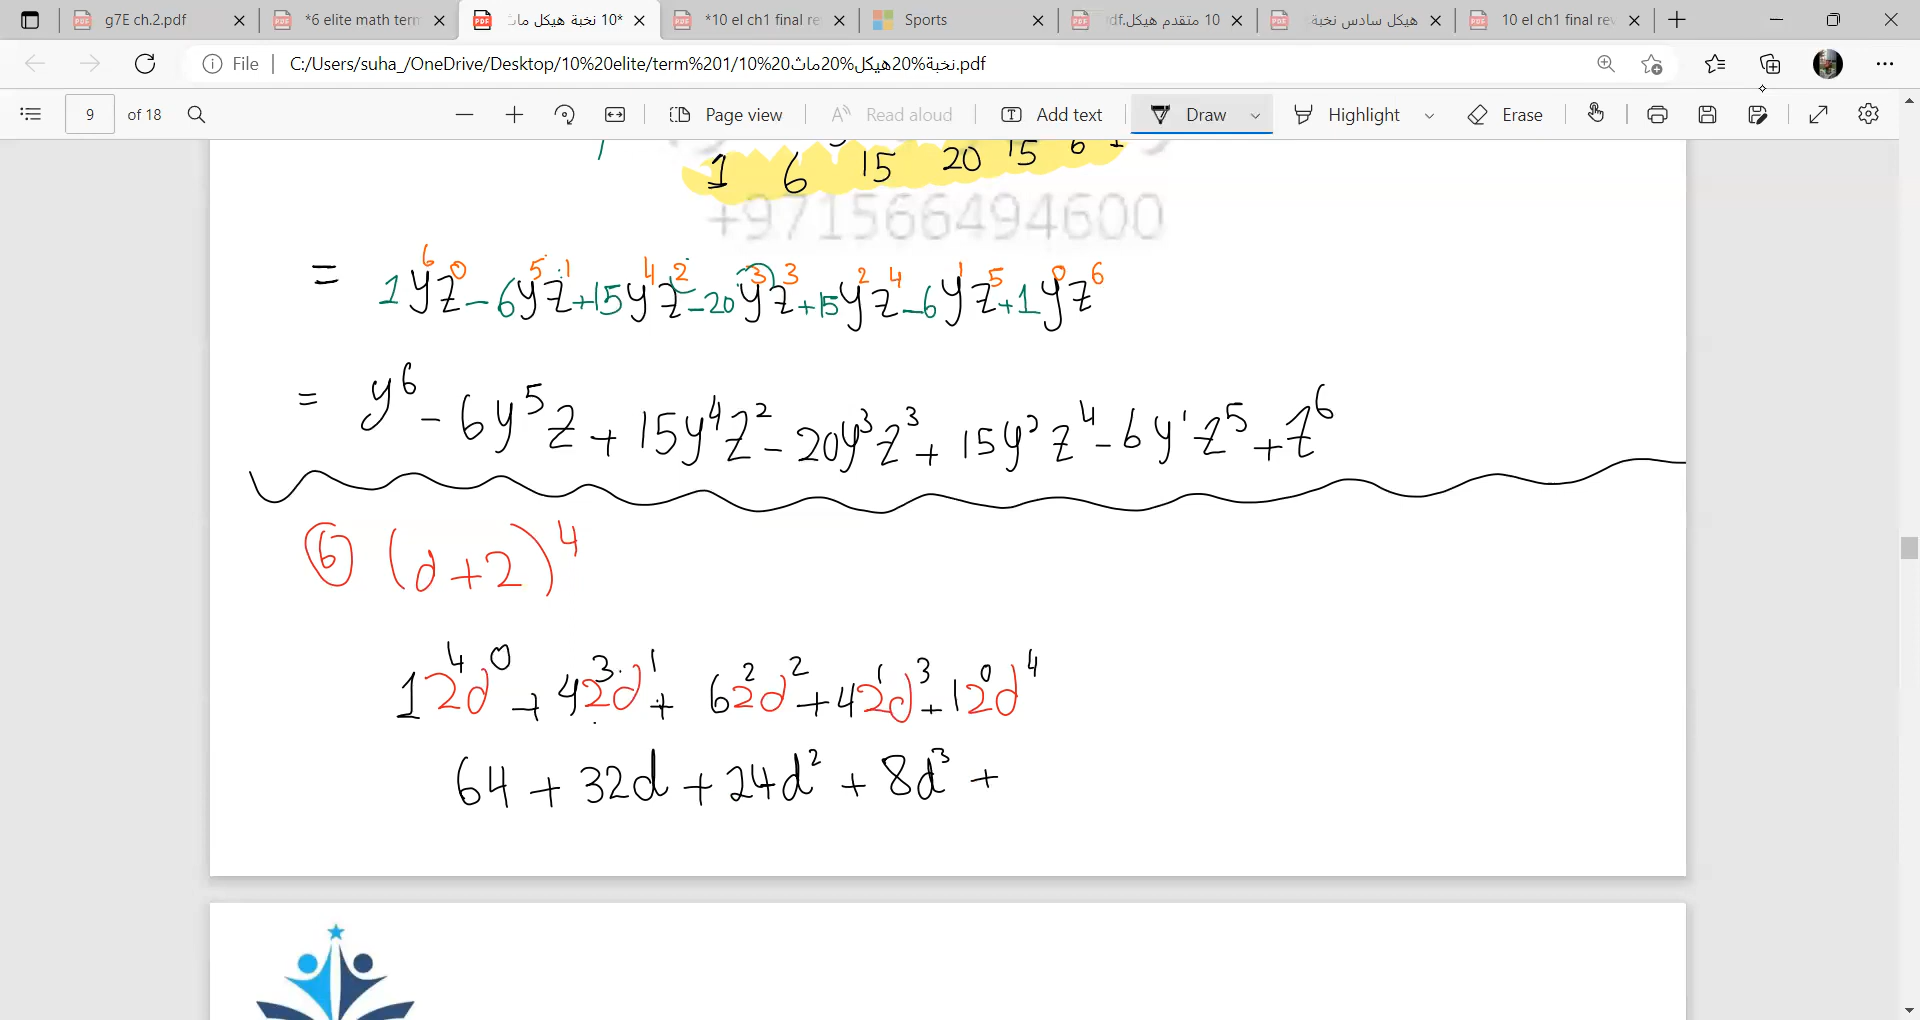 g7E ch.2.pdf
*6 elite math term
*10 نخبة هيكل ماث
*10 el ch1 final re
Sports
10 متقدم هيكل.pdf
هيكل سادس نخبة
10 el ch1 final rev
File | C:/Users/suha_/OneDrive/Desktop/10%20elite/term%201/10%20نخبة%20هيكل%20ماث.pdf
9 of 18
Page view
Read aloud
Add text
Draw
Highlight
Erase
1 6 15 20 15 6 1
+971566494600
= 1y⁶z⁰ - 6y⁵z¹ + 15y⁴z² - 20y³z³ + 15y²z⁴ - 6y¹z⁵ + 1y⁰z⁶
= y⁶ - 6y⁵z + 15y⁴z² - 20y³z³ + 15y²z⁴ - 6y¹z⁵ + z⁶
⑥ (d+2)⁴
1 2⁴d⁰ + 4 2³d¹ + 6 2²d² + 4 2¹d³ + 1 2⁰d⁴
64 + 32d + 24d² + 8d³ +